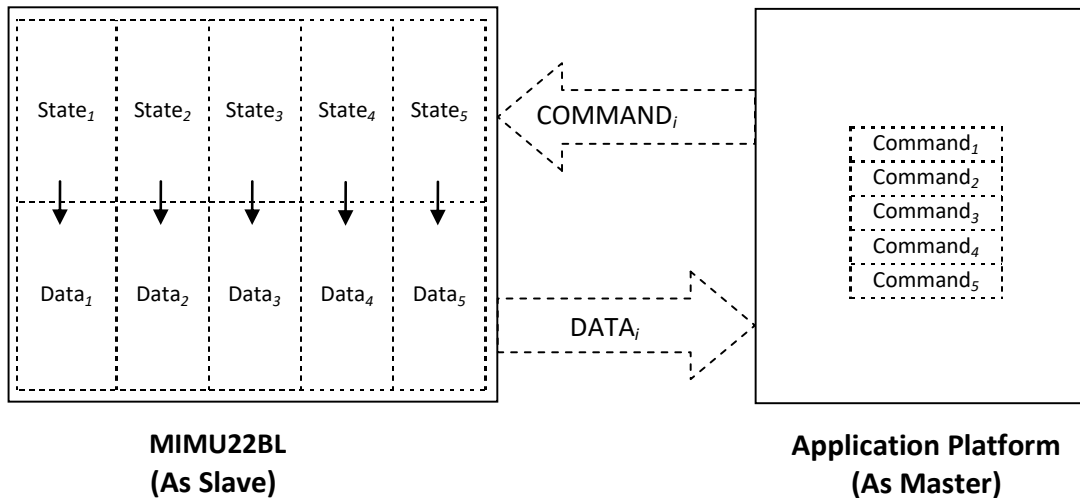 State1 State2 State3 State4 State5
COMMANDi
Command1
Command2
Command3
Command4
Command5
Data1 Data2 Data3 Data4 Data5
DATAi
MIMU22BL
(As Slave)
Application Platform
(As Master)